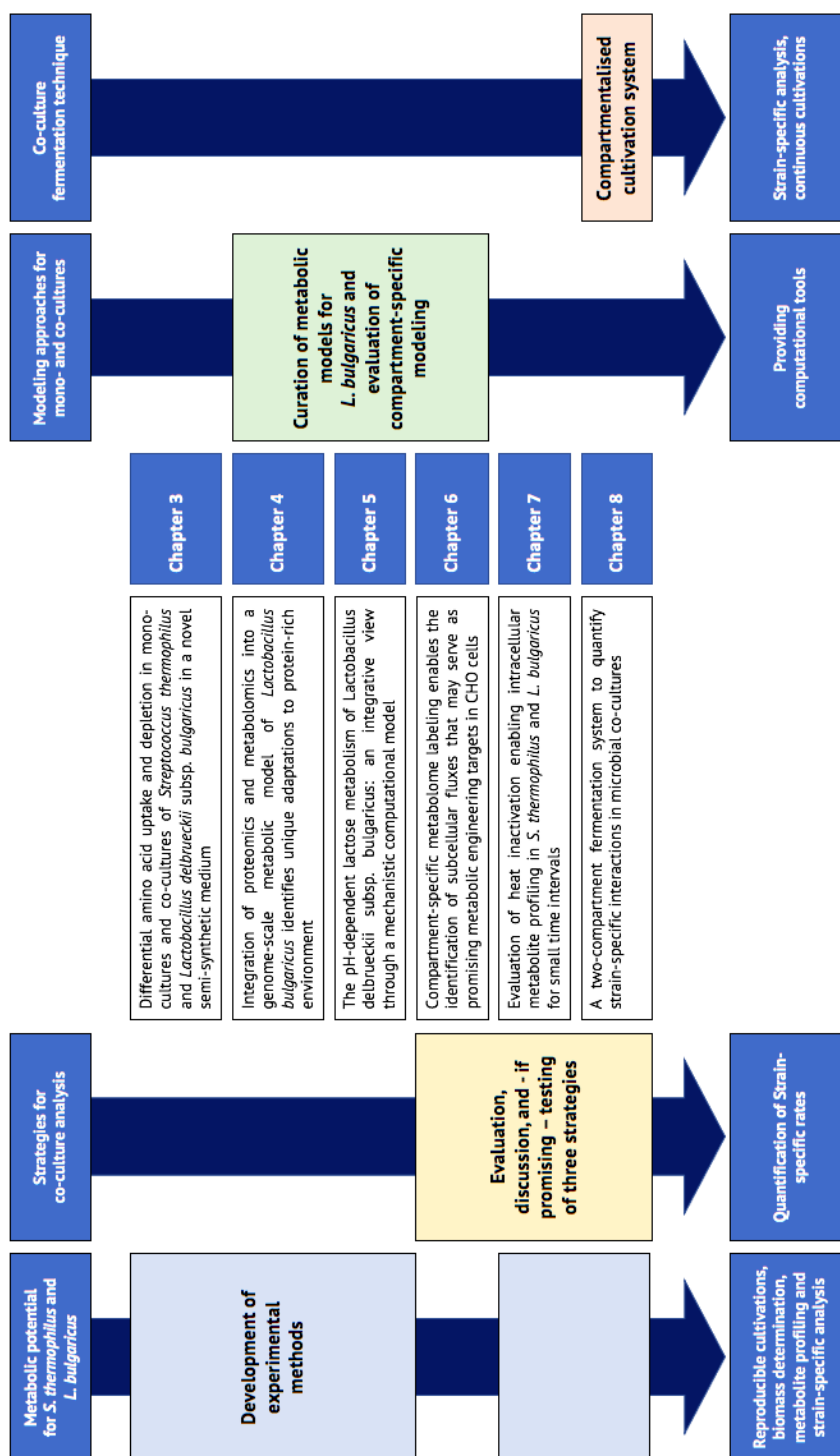 Metabolic potential
for S. thermophilus and
L. bulgaricus
Strategies for
co-culture analysis
Modeling approaches for
mono- and co-cultures
Co-culture
fermentation technique
Development of
experimental
methods
Evaluation,
discussion, and - if
promising – testing
of three strategies
Differential amino acid uptake and depletion in mono-
cultures and co-cultures of Streptococcus thermophilus
and Lactobacillus delbrueckii subsp. bulgaricus in a novel
semi-synthetic medium
Chapter 3
Integration of proteomics and metabolomics into a
genome-scale metabolic model of Lactobacillus
bulgaricus identifies unique adaptations to protein-rich
environment
Chapter 4
The pH-dependent lactose metabolism of Lactobacillus
delbrueckii subsp. bulgaricus: an integrative view
through a mechanistic computational model
Chapter 5
Compartment-specific metabolome labeling enables the
identification of subcellular fluxes that may serve as
promising metabolic engineering targets in CHO cells
Chapter 6
Evaluation of heat inactivation enabling intracellular
metabolite profiling in S. thermophilus and L. bulgaricus
for small time intervals
Chapter 7
A two-compartment fermentation system to quantify
strain-specific interactions in microbial co-cultures
Chapter 8
Curation of metabolic
models for
L. bulgaricus and
evaluation of
compartment-specific
modeling
Compartmentalised
cultivation system
Reproducible cultivations,
biomass determination,
metabolite profiling and
strain-specific analysis
Quantification of Strain-
specific rates
Providing
computational tools
Strain-specific analysis,
continuous cultivations